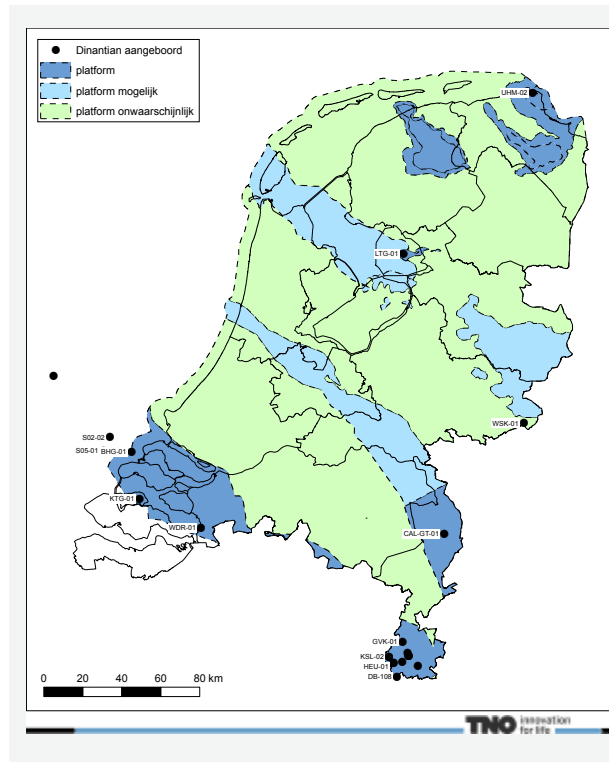 Dinantian aangeboord
platform
platform mogelijk
platform onwaarschijnlijk
UHM-02
LTG-01
WSK-01
S02-02
S05-01 BHG-01
KTG-01
WDR-01
CAL-GT-01
GVK-01
KSL-02
HEU-01
DB-108
0 20 40 80 km
TNO innovation
for life